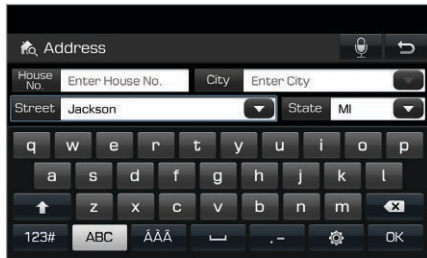 Address
House No. Enter House No. City Enter City
Street Jackson State MI
q w e r t y u i o p
a s d f g h j k l
z x c v b n m
123# ABC ÁÀÂ . – OK